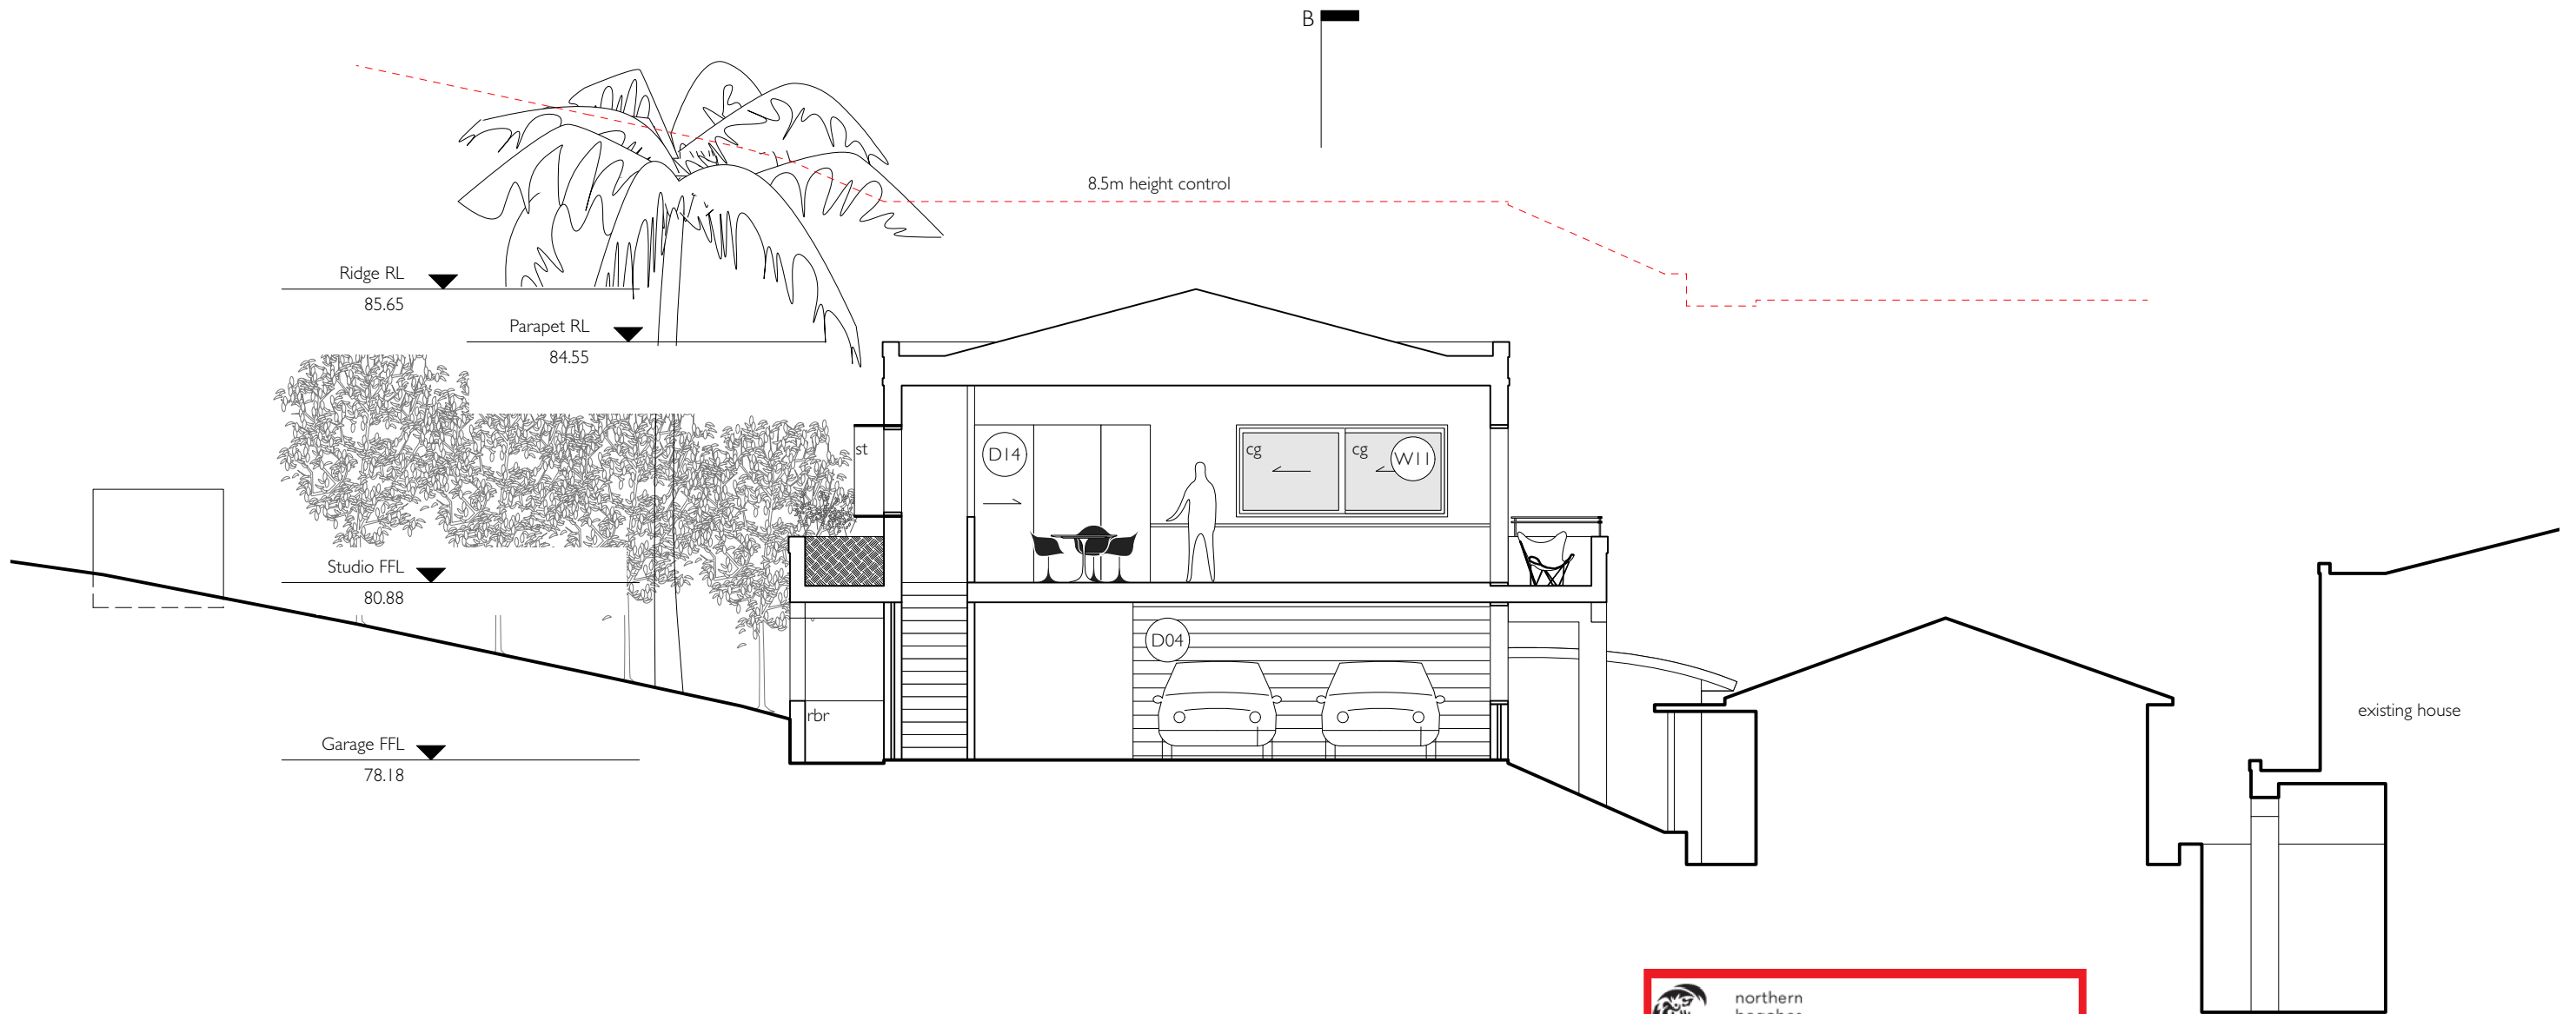 B
8.5m height control
Ridge RL
85.65
Parapet RL
84.55
st
D14
cg
cg
W11
Studio FFL
80.88
D04
rbr
existing house
Garage FFL
78.18
northern
beaches